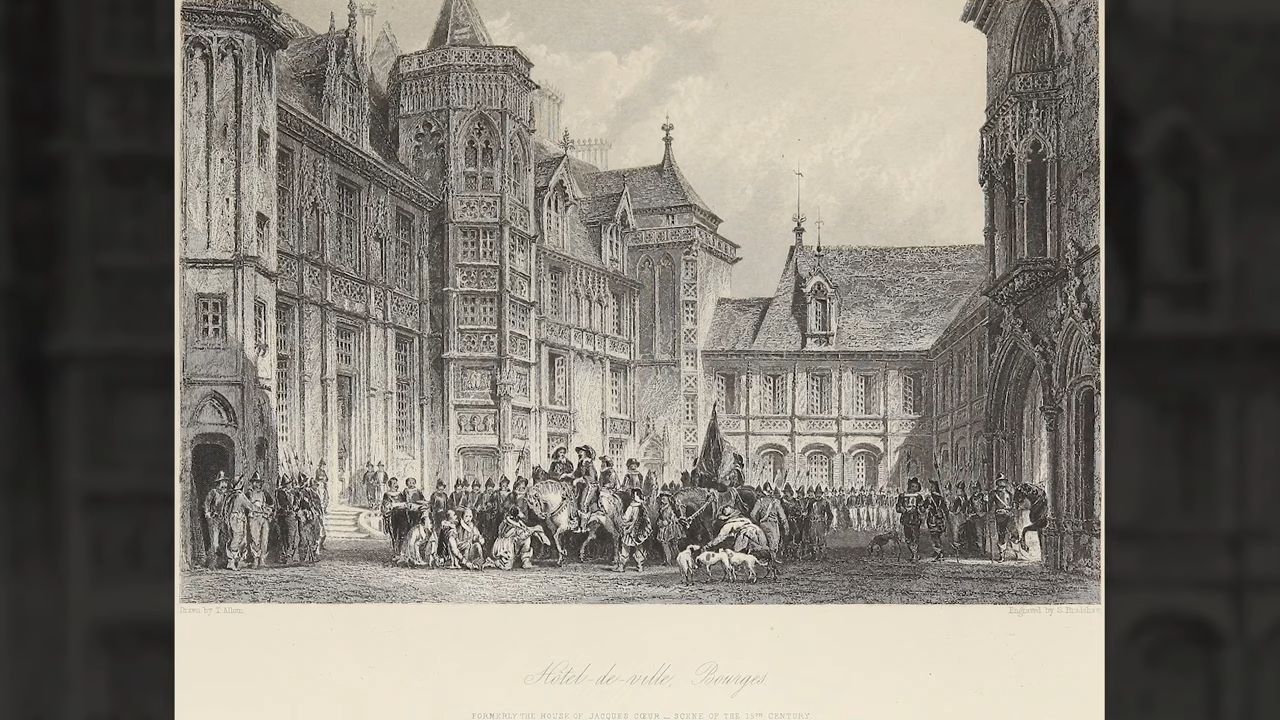 Drawn by T. Allom.
Engraved by S. Bradshaw
Hôtel-de-ville, Bourges.
FORMERLY THE HOUSE OF JACQUES CŒUR _ SCENE OF THE 15TH CENTURY